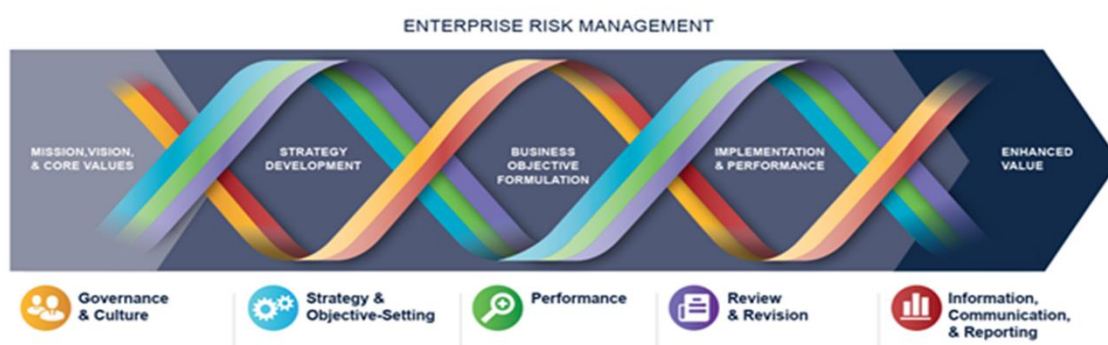 ENTERPRISE RISK MANAGEMENT
MISSION, VISION,
& CORE VALUES
STRATEGY
DEVELOPMENT
BUSINESS
OBJECTIVE
FORMULATION
IMPLEMENTATION
& PERFORMANCE
ENHANCED
VALUE
Governance
& Culture
Strategy &
Objective-Setting
Performance
Review
& Revision
Information,
Communication,
& Reporting